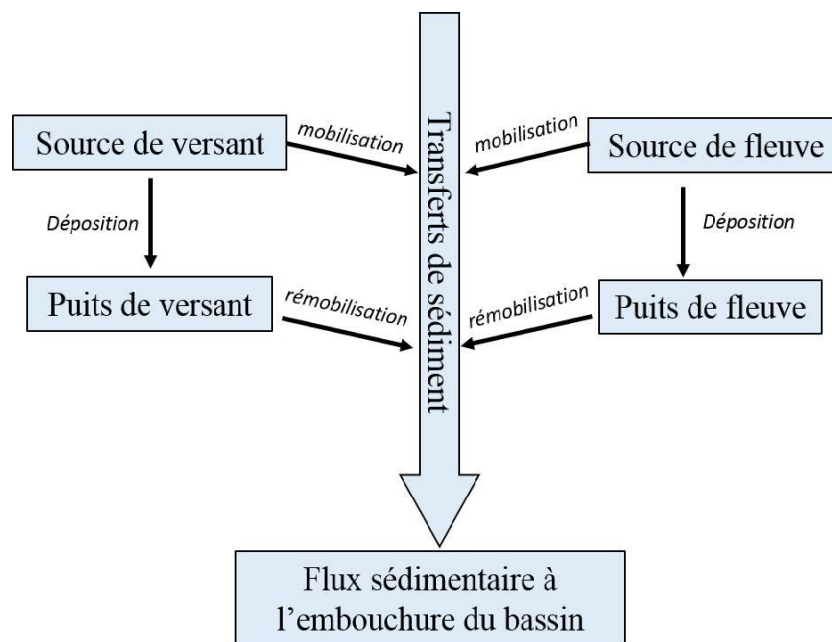 Source de versant
mobilisation
mobilisation
Source de fleuve
Déposition
Déposition
Puits de versant
rémobilisation
rémobilisation
Puits de fleuve
Transferts de sédiment
Flux sédimentaire à
l’embouchure du bassin